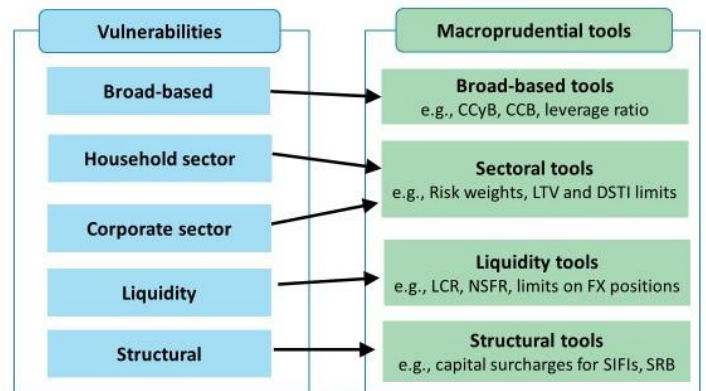 Vulnerabilities
Broad-based
Household sector
Corporate sector
Liquidity
Structural
Macroprudential tools
Broad-based tools
e.g., CCyB, CCB, leverage ratio
Sectoral tools
e.g., Risk weights, LTV and DSTI limits
Liquidity tools
e.g., LCR, NSFR, limits on FX positions
Structural tools
e.g., capital surcharges for SIFIs, SRB